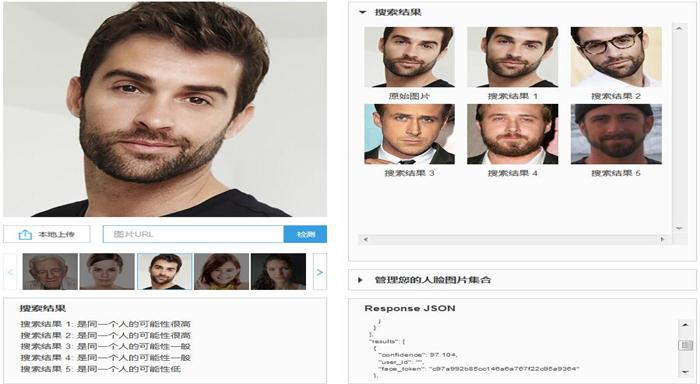 本地上传
图片URL
检测
搜索结果
搜索结果 1: 是同一个人的可能性很高
搜索结果 2: 是同一个人的可能性很高
搜索结果 3: 是同一个人的可能性一般
搜索结果 4: 是同一个人的可能性一般
搜索结果 5: 是同一个人的可能性低
搜索结果
原始图片
搜索结果 1
搜索结果 2
搜索结果 3
搜索结果 4
搜索结果 5
管理您的人脸图片集合
Response JSON
}
}
],
"results": [
{
"confidence": 97.104,
"user_id": "",
"face_token": "c97a992b85cc146a6a767f22c95a9364"
},